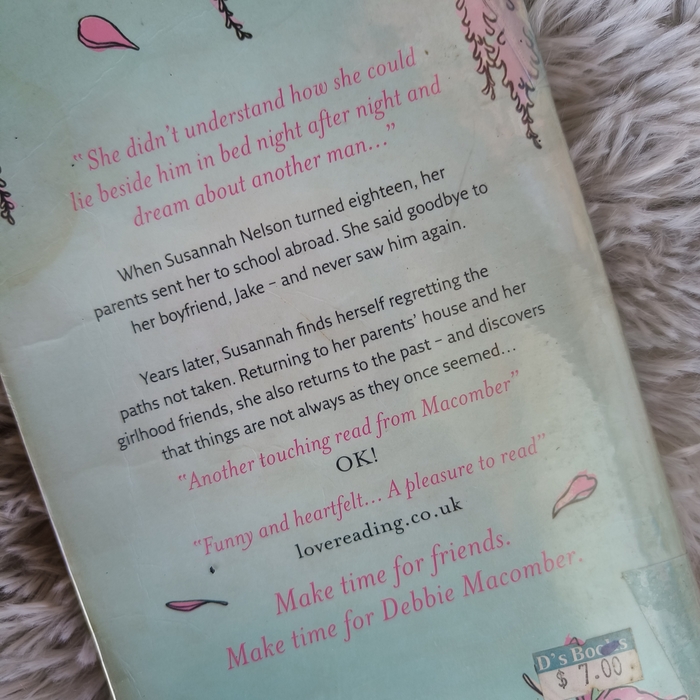 “She didn’t understand how she could
lie beside him in bed night after night and
dream about another man...”
When Susannah Nelson turned eighteen, her
parents sent her to school abroad. She said goodbye to
her boyfriend, Jake – and never saw him again.
Years later, Susannah finds herself regretting the
paths not taken. Returning to her parents’ house and her
girlhood friends, she also returns to the past – and discovers
that things are not always as they once seemed...
“Another touching read from Macomber”
OK!
“Funny and heartfelt... A pleasure to read”
lovereading.co.uk
Make time for friends.
Make time for Debbie Macomber.
D's Books
$ 7.00